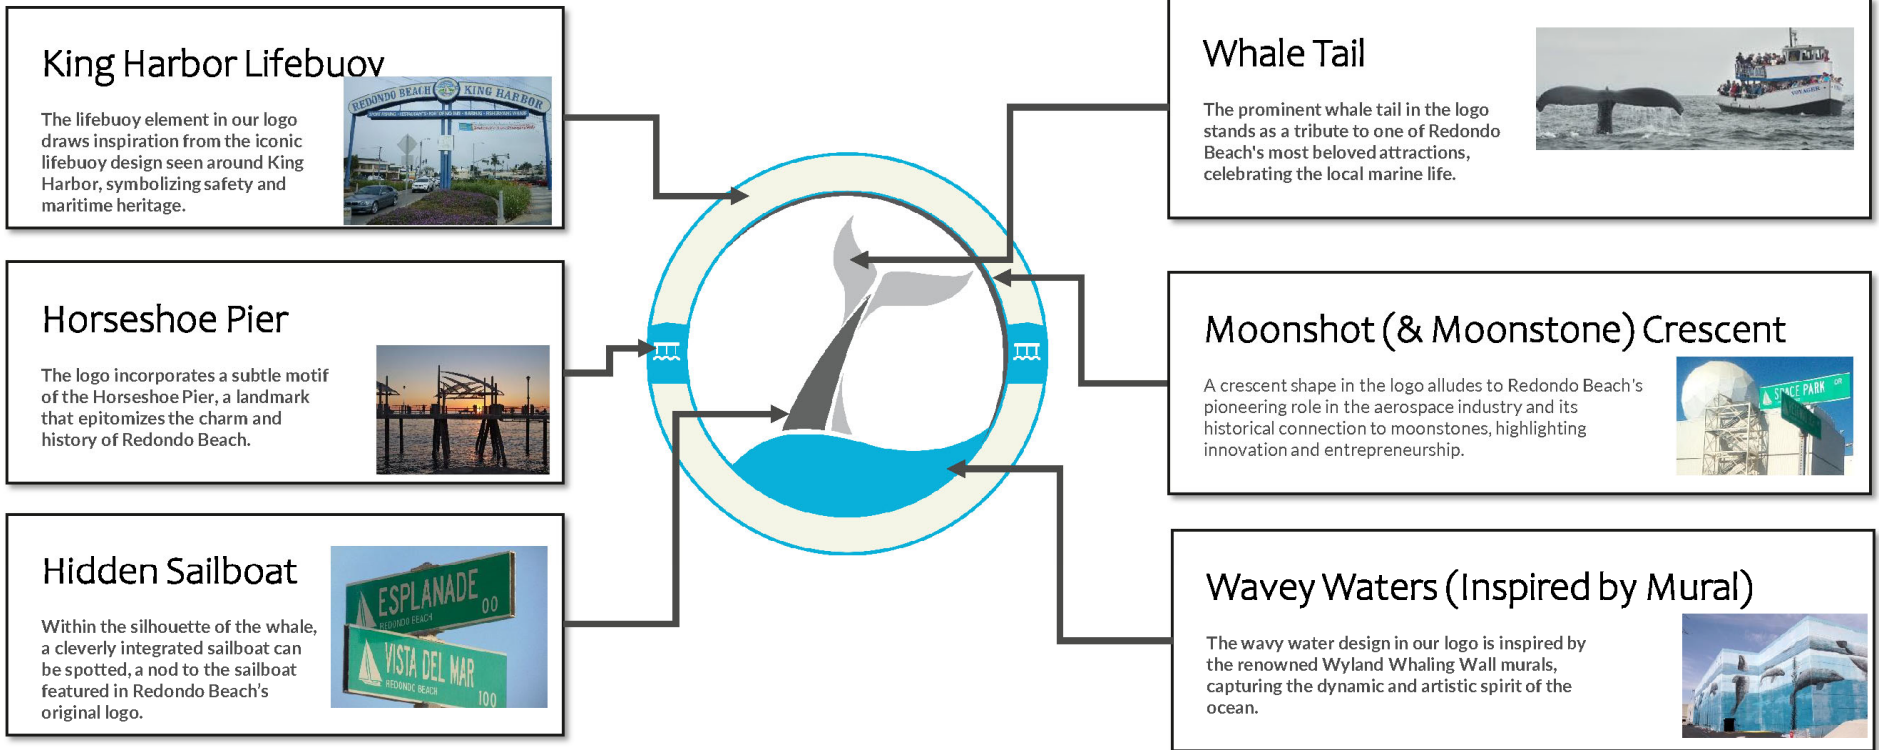 King Harbor Lifebuoy
The lifebuoy element in our logo
draws inspiration from the iconic
lifebuoy design seen around King
Harbor, symbolizing safety and
maritime heritage.
REDONDO BEACH KING HARBOR
Horseshoe Pier
The logo incorporates a subtle motif
of the Horseshoe Pier, a landmark
that epitomizes the charm and
history of Redondo Beach.
Hidden Sailboat
Within the silhouette of the whale,
a cleverly integrated sailboat can
be spotted, a nod to the sailboat
featured in Redondo Beach’s
original logo.
ESPLANADE
00
REDONDO BEACH
VISTA DEL MAR
REDONDO BEACH
100
Whale Tail
The prominent whale tail in the logo
stands as a tribute to one of Redondo
Beach's most beloved attractions,
celebrating the local marine life.
VOYAGER
Moonshot (& Moonstone) Crescent
A crescent shape in the logo alludes to Redondo Beach's
pioneering role in the aerospace industry and its
historical connection to moonstones, highlighting
innovation and entrepreneurship.
SPACE PARK DR
Wavey Waters (Inspired by Mural)
The wavy water design in our logo is inspired by
the renowned Wyland Whaling Wall murals,
capturing the dynamic and artistic spirit of the
ocean.